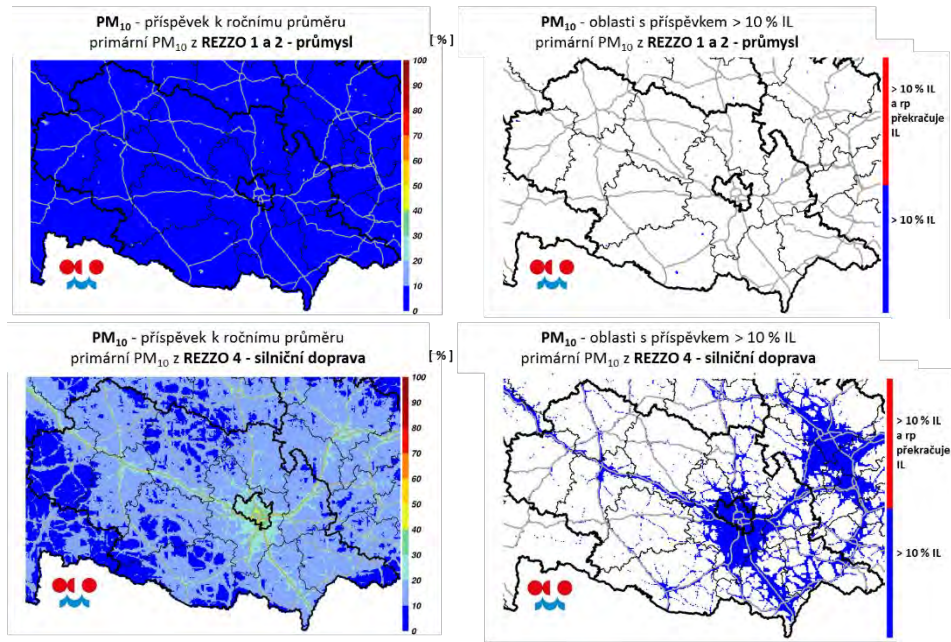 PM₁₀ - příspěvek k ročnímu průměru
primární PM₁₀ z REZZO 1 a 2 - průmysl
[ % ]
100
90
80
70
60
50
40
30
20
10
0
PM₁₀ - oblasti s příspěvkem > 10 % IL
primární PM₁₀ z REZZO 1 a 2 - průmysl
> 10 % IL
a rp
překračuje
IL
> 10 % IL
PM₁₀ - příspěvek k ročnímu průměru
primární PM₁₀ z REZZO 4 - silniční doprava
[ % ]
100
90
80
70
60
50
40
30
20
10
0
PM₁₀ - oblasti s příspěvkem > 10 % IL
primární PM₁₀ z REZZO 4 - silniční doprava
> 10 % IL
a rp
překračuje
IL
> 10 % IL